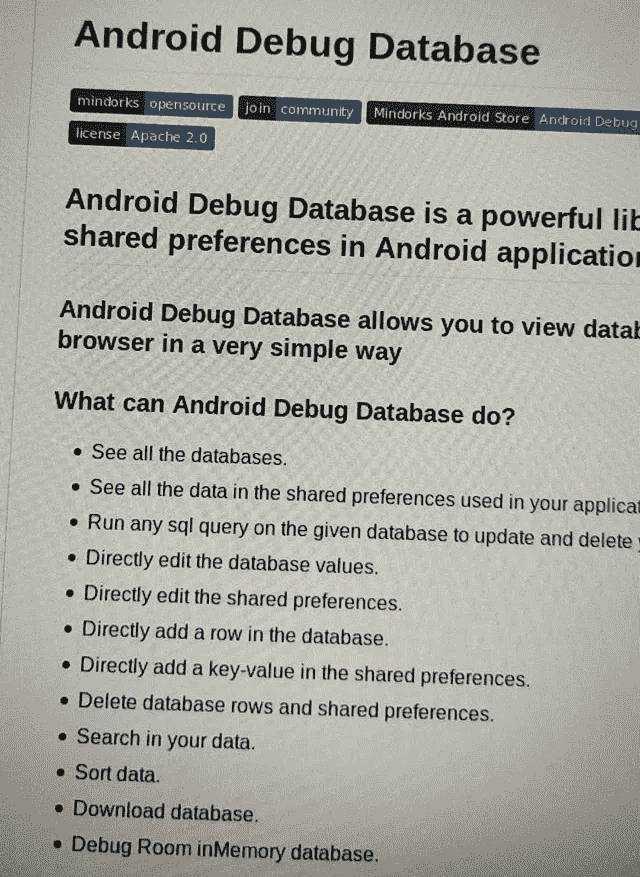 Android Debug Database
mindorks opensource join community Mindorks Android Store Android Debug
license Apache 2.0
Android Debug Database is a powerful
shared preferences in Android
Android Debug Database allows you to view
browser in a very simple way
What can Android Debug Database do?
• See all the databases.
• See all the data in the shared preferences used in your
• Run any sql query on the given database to update and delete
• Directly edit the database values.
• Directly edit the shared preferences.
• Directly add a row in the database.
• Directly add a key-value in the shared preferences.
• Delete database rows and shared preferences.
• Search in your data.
• Sort data.
• Download database.
• Debug Room inMemory database.